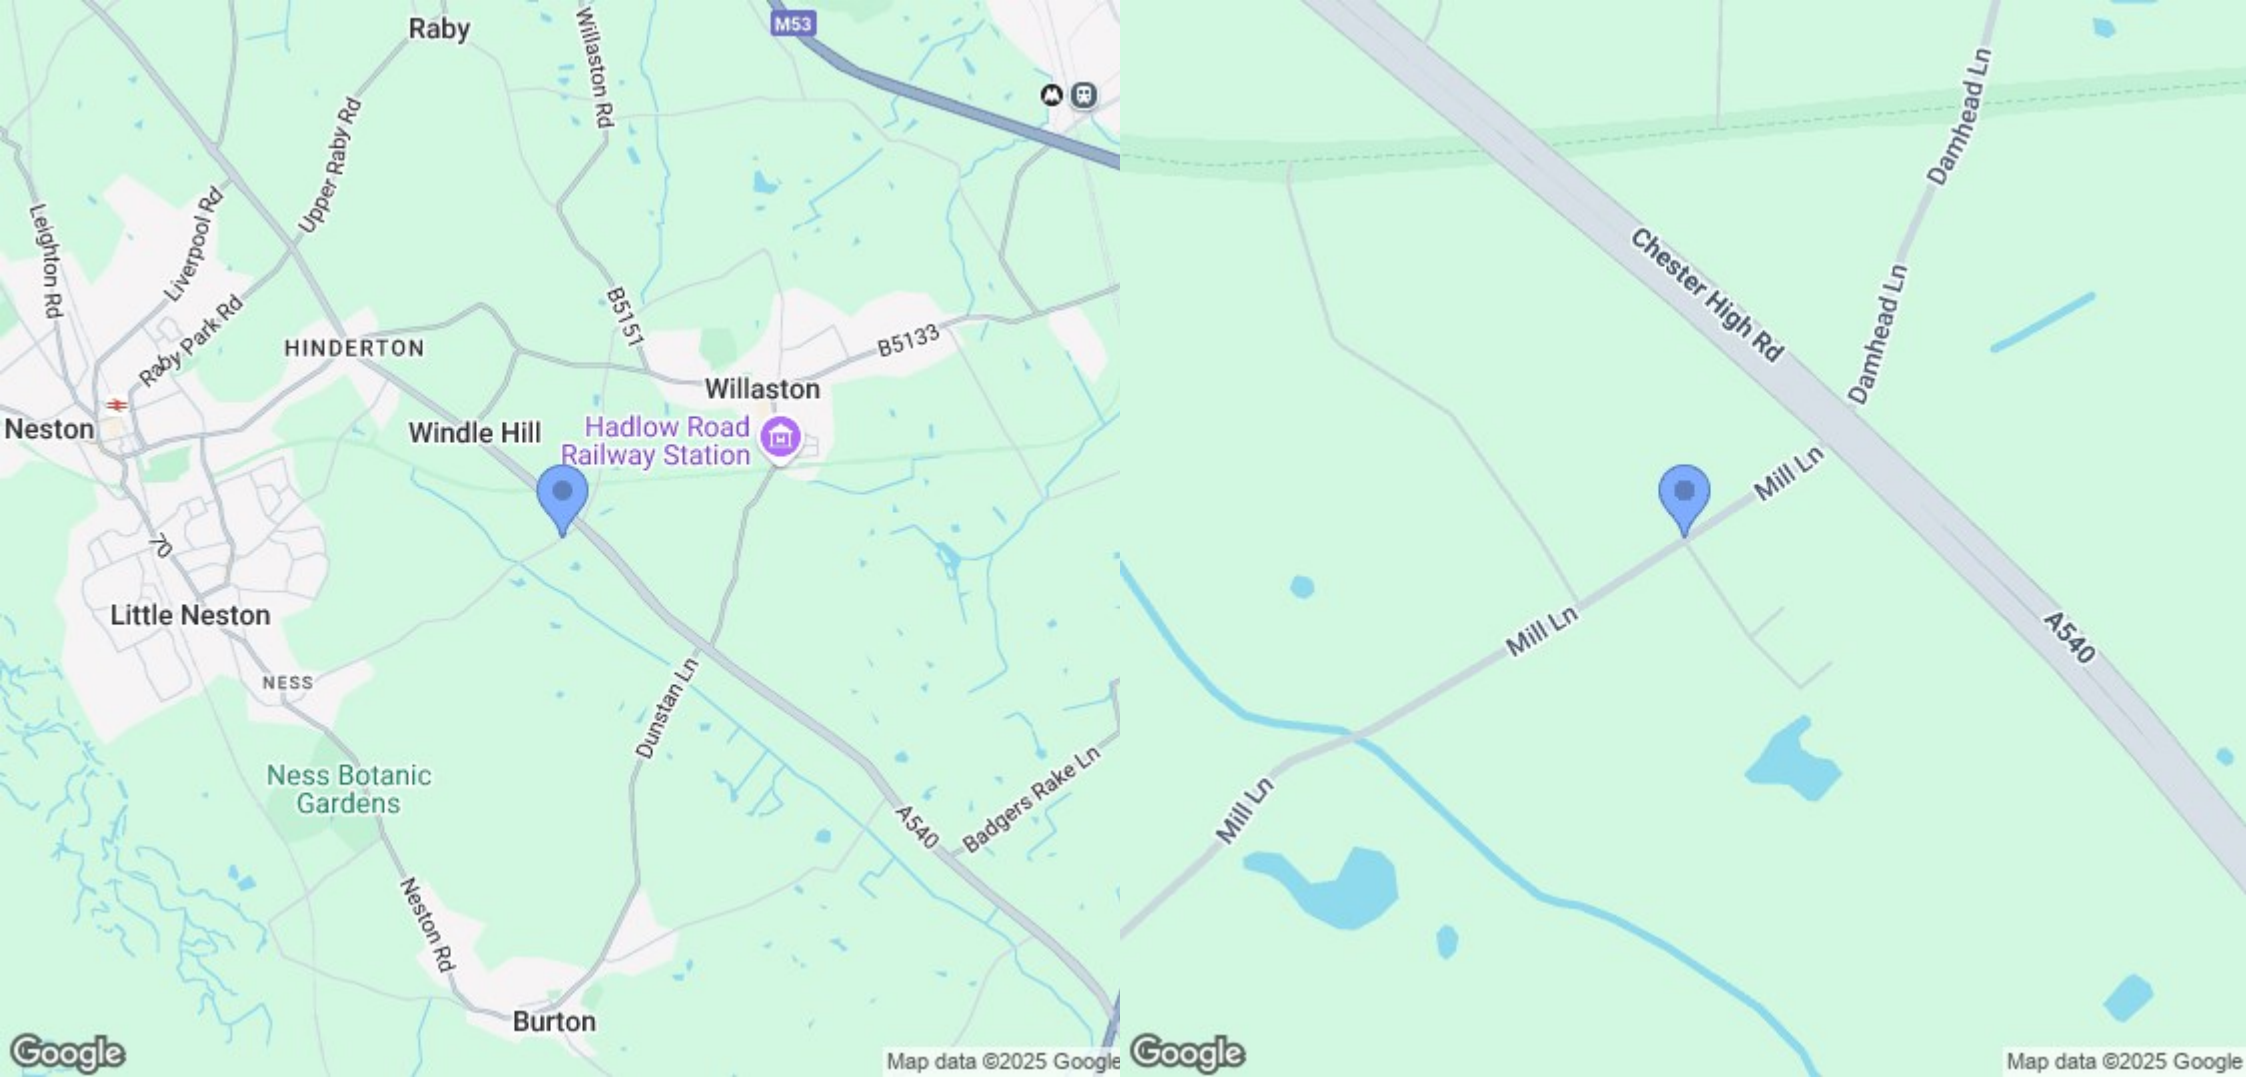 Raby
Willaston Rd
M53
Upper Raby Rd
Leighton Rd
Liverpool Rd
Raby Park Rd
B5151
HINDERTON
B5133
Willaston
Neston
Windle Hill
Hadlow Road
Railway Station
70
Little Neston
NESS
Dunstan Ln
Ness Botanic
Gardens
Badgers Rake Ln
A540
Neston Rd
Burton
Google
Map data ©2025 Google
Damhead Ln
Chester High Rd
Damhead Ln
Mill Ln
Mill Ln
A540
Mill Ln
Google
Map data ©2025 Google